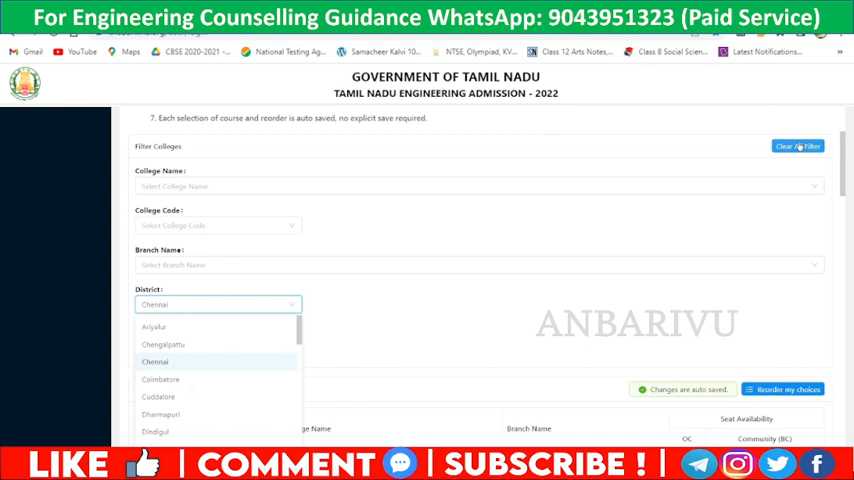 For Engineering Counselling Guidance WhatsApp: 9043951323 (Paid Service)
Gmail YouTube Maps CBSE 2020-2021 -... National Testing Ag... Samacheer Kalvi 10... NTSE, Olympiad, KV... Class 12 Arts Notes,... Class 8 Social Scien... Latest Notifications... »
GOVERNMENT OF TAMIL NADU
TAMIL NADU ENGINEERING ADMISSION - 2022
7. Each selection of course and reorder is auto saved, no explicit save required.
Filter Colleges
Clear All Filter
College Name:
Select College Name
College Code:
Select College Code
Branch Name:
Select Branch Name
District:
Chennai
Ariyalur
Chengalpattu
Chennai
Coimbatore
Cuddalore
Dharmapuri
Dindigul
ANBARIVU
Changes are auto saved.
Reorder my choices
ge Name
Branch Name
Seat Availability
OC
Community (BC)
LIKE | COMMENT | SUBSCRIBE ! |